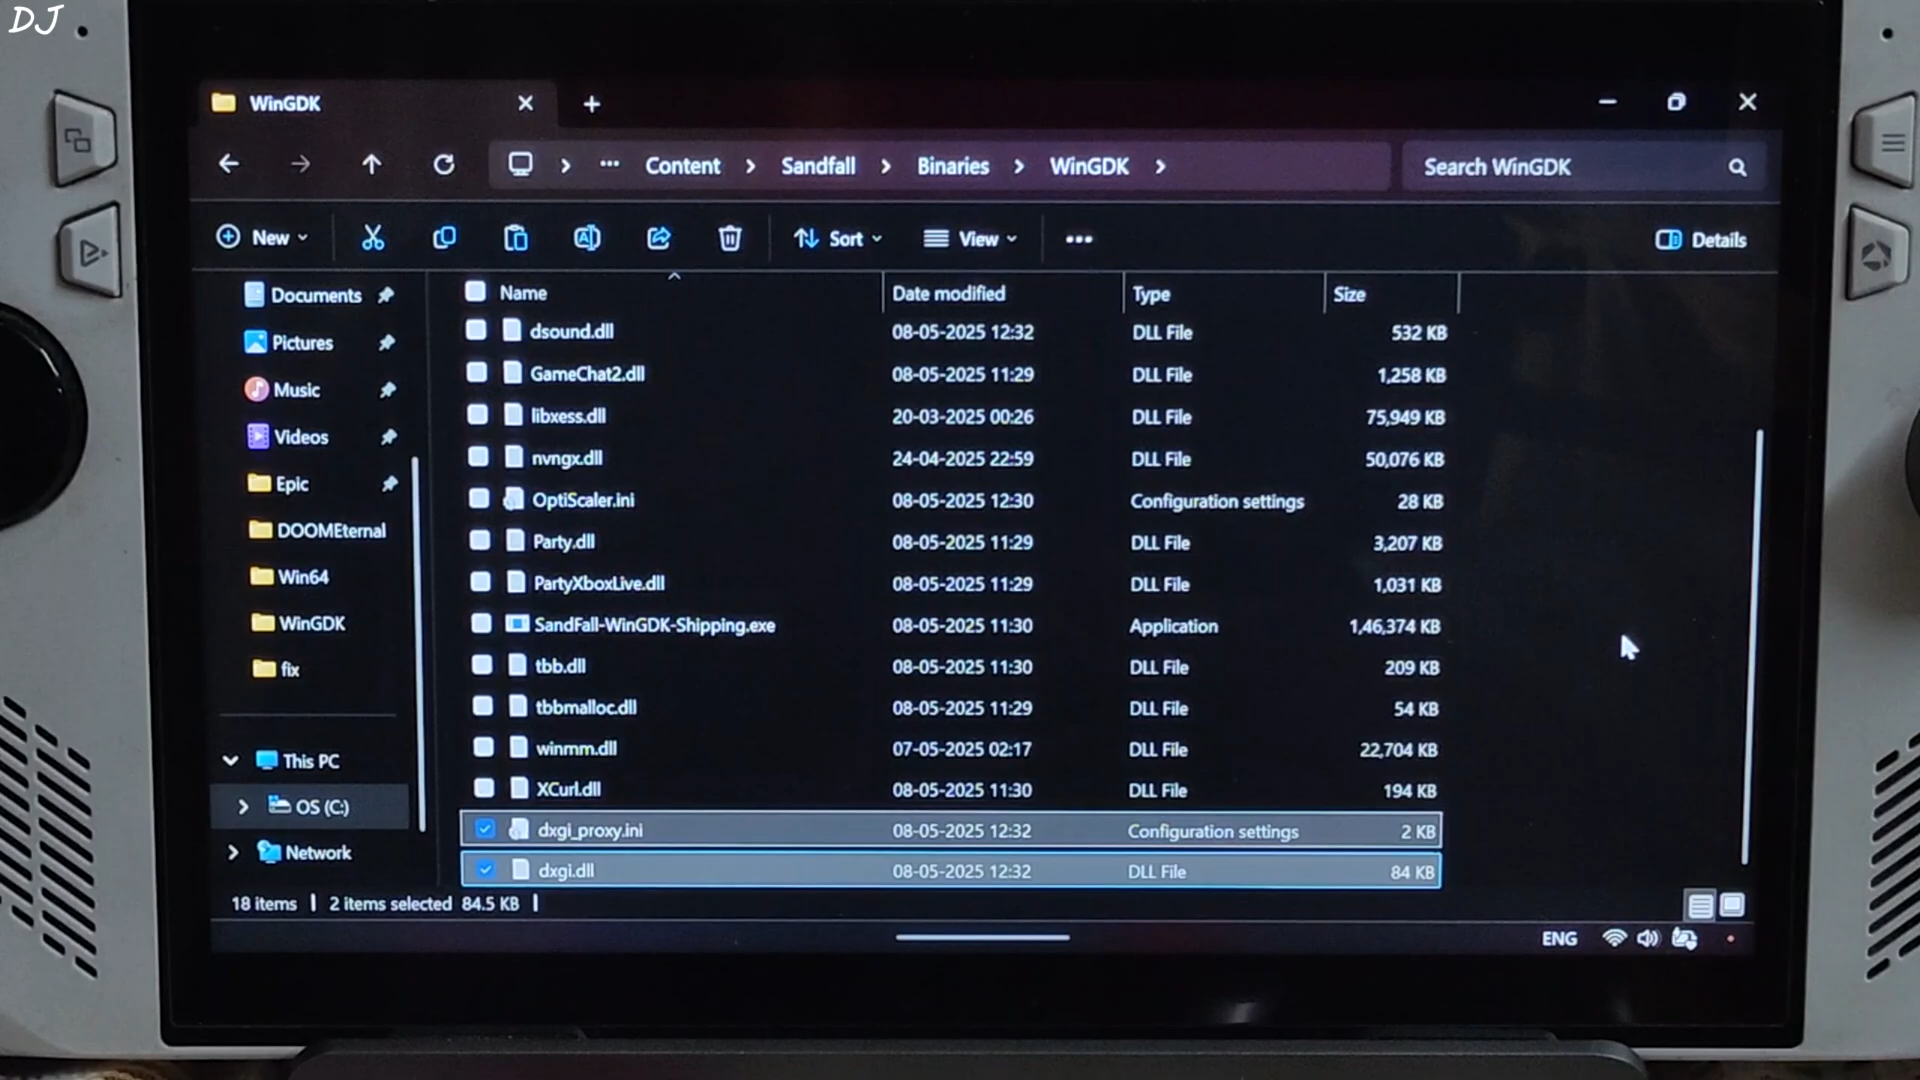 DJ
WinGDK
Content Sandfall Binaries WinGDK Search WinGDK
New Sort View Details
Name Date modified Type Size
Documents
Pictures
Music
Videos
Epic
DOOMEternal
Win64
WinGDK
fix
This PC
OS (C:)
Network
dsound.dll 08-05-2025 12:32 DLL File 532 KB
GameChat2.dll 08-05-2025 11:29 DLL File 1,258 KB
libxess.dll 20-03-2025 00:26 DLL File 75,949 KB
nvngx.dll 24-04-2025 22:59 DLL File 50,076 KB
OptiScaler.ini 08-05-2025 12:30 Configuration settings 28 KB
Party.dll 08-05-2025 11:29 DLL File 3,207 KB
PartyXboxLive.dll 08-05-2025 11:29 DLL File 1,031 KB
SandFall-WinGDK-Shipping.exe 08-05-2025 11:30 Application 1,46,374 KB
tbb.dll 08-05-2025 11:30 DLL File 209 KB
tbbmalloc.dll 08-05-2025 11:29 DLL File 54 KB
winmm.dll 07-05-2025 02:17 DLL File 22,704 KB
XCurl.dll 08-05-2025 11:30 DLL File 194 KB
dxgi_proxy.ini 08-05-2025 12:32 Configuration settings 2 KB
dxgi.dll 08-05-2025 12:32 DLL File 84 KB
18 items 2 items selected 84.5 KB
ENG